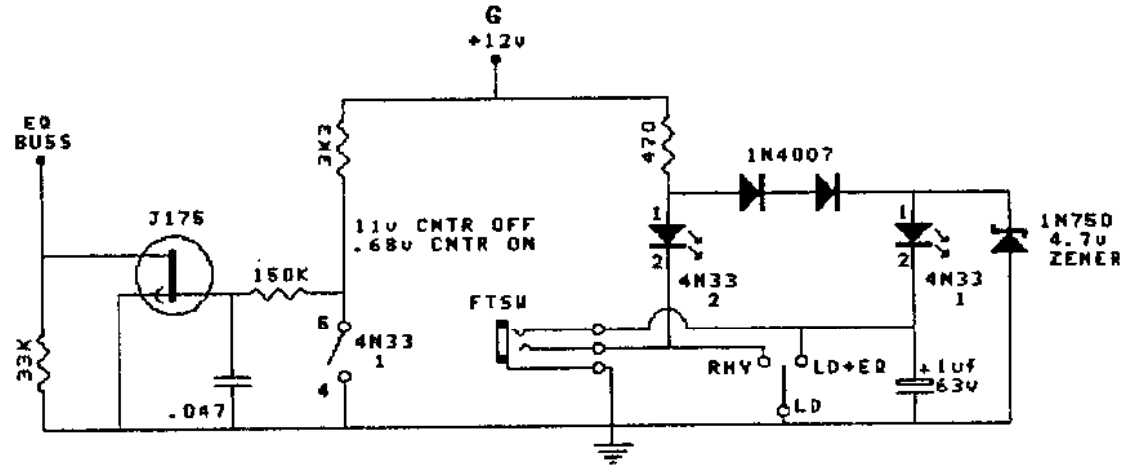 G
+12v
EQ
BUSS
3K3
470
1N4007
J175
11v CNTR OFF
.68v CNTR ON
1
2
4N33
2
1
2
4N33
1
1N750
4.7v
ZENER
150K
FTSW
6
4N33
1
4
33K
.047
RHY
LD+EQ
LD
+1uf
63v